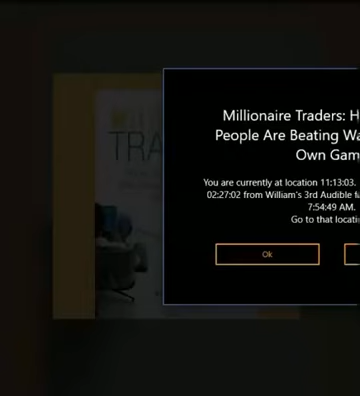 TRA
Millionaire Traders: H
People Are Beating Wa
Own Gam
You are currently at location 11:13:03.
02:27:02 from William's 3rd Audible f
7:54:49 AM.
Go to that locati
Ok